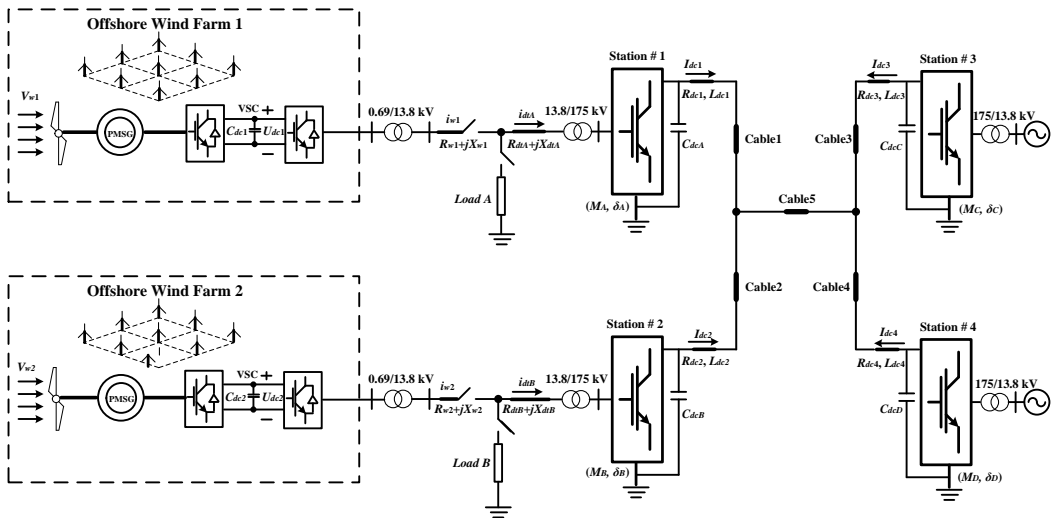 Offshore Wind Farm 1
Vw1
PMSG
VSC
+
Cdc1
Udc1
−
0.69/13.8 kV
iw1
Rw1+jXw1
Load A
idtA
RdtA+jXdtA
13.8/175 kV
Station # 1
(MA, δA)
CdcA
Idc1
Rdc1, Ldc1
Cable1
Cable3
Cable5
Idc3
Rdc3, Ldc3
CdcC
Station # 3
175/13.8 kV
(MC, δC)
Offshore Wind Farm 2
Vw2
PMSG
VSC
+
Cdc2
Udc2
−
0.69/13.8 kV
iw2
Rw2+jXw2
Load B
idtB
RdtB+jXdtB
13.8/175 kV
Station # 2
(MB, δB)
CdcB
Idc2
Rdc2, Ldc2
Cable2
Cable4
Idc4
Rdc4, Ldc4
CdcD
Station # 4
175/13.8 kV
(MD, δD)